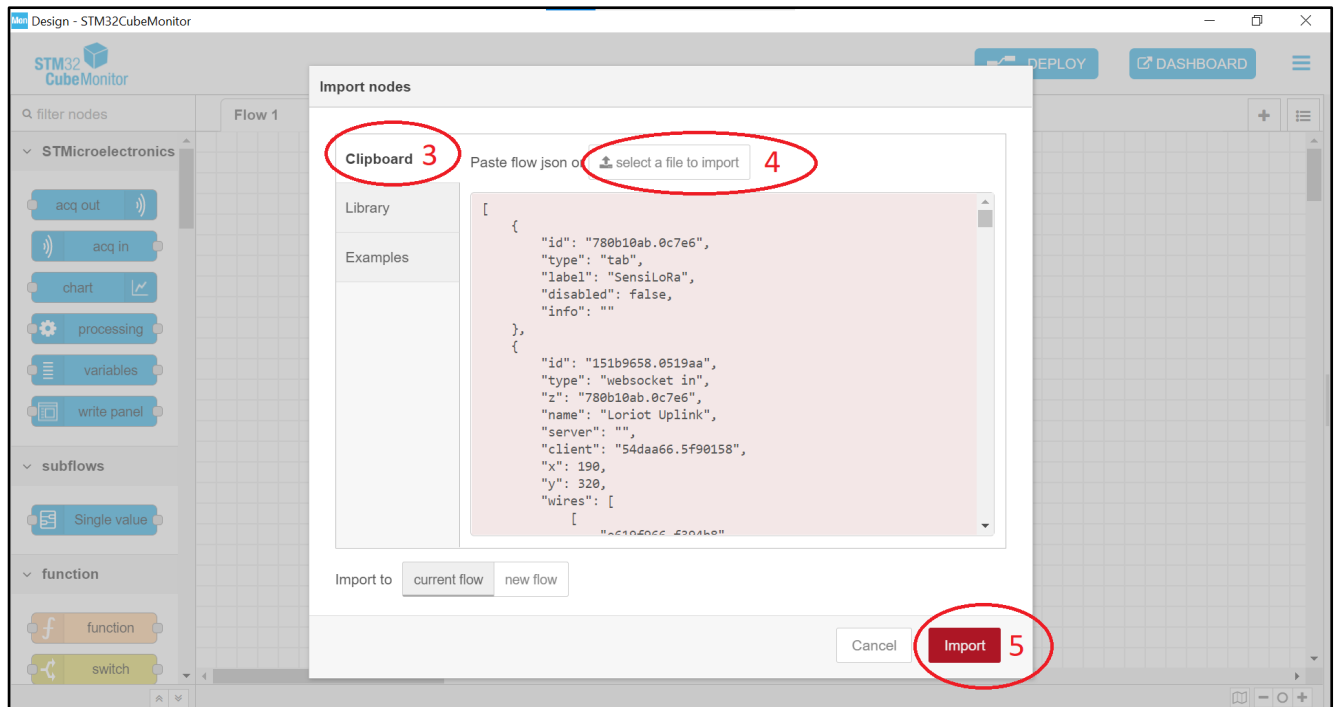 Mon Design - STM32CubeMonitor
STM32
CubeMonitor
DEPLOY
DASHBOARD
filter nodes
Flow 1
STMicroelectronics
acq out
acq in
chart
processing
variables
write panel
subflows
Single value
function
function
switch
Import nodes
Clipboard 3
Library
Examples
Paste flow json or select a file to import 4
[
{
"id": "780b10ab.0c7e6",
"type": "tab",
"label": "SensiLoRa",
"disabled": false,
"info": ""
},
{
"id": "151b9658.0519aa",
"type": "websocket in",
"z": "780b10ab.0c7e6",
"name": "Loriot Uplink",
"server": "",
"client": "54daa66.5f90158",
"x": 190,
"y": 320,
"wires": [
[
Import to current flow new flow
Cancel Import 5